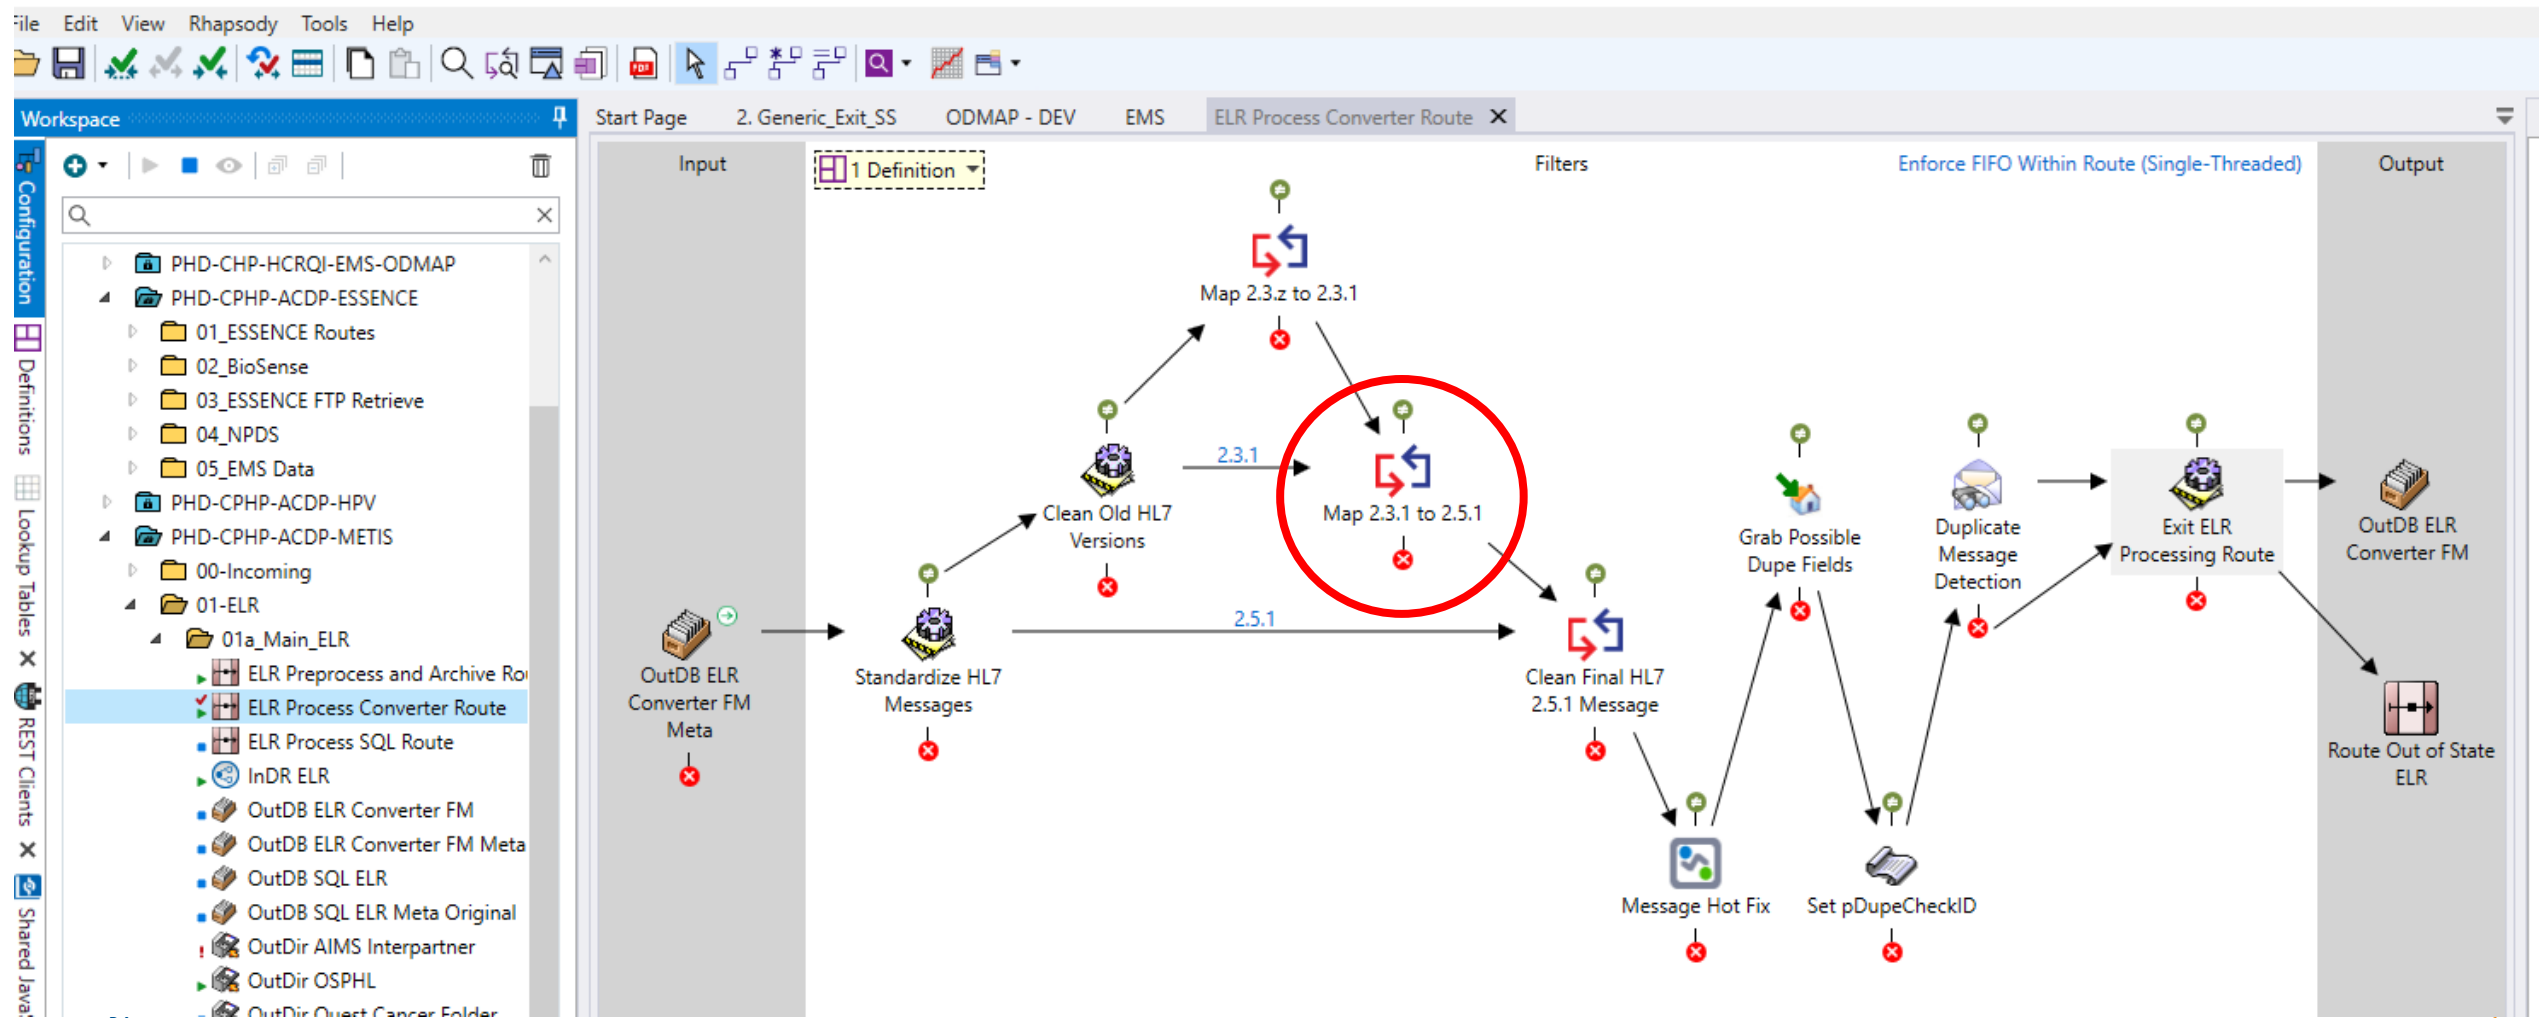 File Edit View Rhapsody Tools Help
Workspace
Start Page 2. Generic_Exit_SS ODMAP - DEV EMS ELR Process Converter Route
Configuration
Definitions
Lookup Tables
REST Clients
PHD-CHP-HCRQI-EMS-ODMAP
PHD-CPHP-ACDP-ESSENCE
01_ESSENCE Routes
02_BioSense
03_ESSENCE FTP Retrieve
04_NPDS
05_EMS Data
PHD-CPHP-ACDP-HPV
PHD-CPHP-ACDP-METIS
00-Incoming
01-ELR
01a_Main_ELR
ELR Preprocess and Archive Ro
ELR Process Converter Route
ELR Process SQL Route
InDR ELR
OutDB ELR Converter FM
OutDB ELR Converter FM Meta
OutDB SQL ELR
OutDB SQL ELR Meta Original
OutDir AIMS Interpartner
OutDir OSPHL
OutDir Quest Cancer Folder
Shared Javas
Input
1 Definition
Filters
Enforce FIFO Within Route (Single-Threaded)
Output
Map 2.3.z to 2.3.1
2.3.1
Clean Old HL7
Versions
Map 2.3.1 to 2.5.1
Grab Possible
Dupe Fields
Duplicate
Message
Detection
Exit ELR
Processing Route
OutDB ELR
Converter FM
2.5.1
OutDB ELR
Converter FM
Meta
Standardize HL7
Messages
Clean Final HL7
2.5.1 Message
Route Out of State
ELR
Message Hot Fix
Set pDupeCheckID